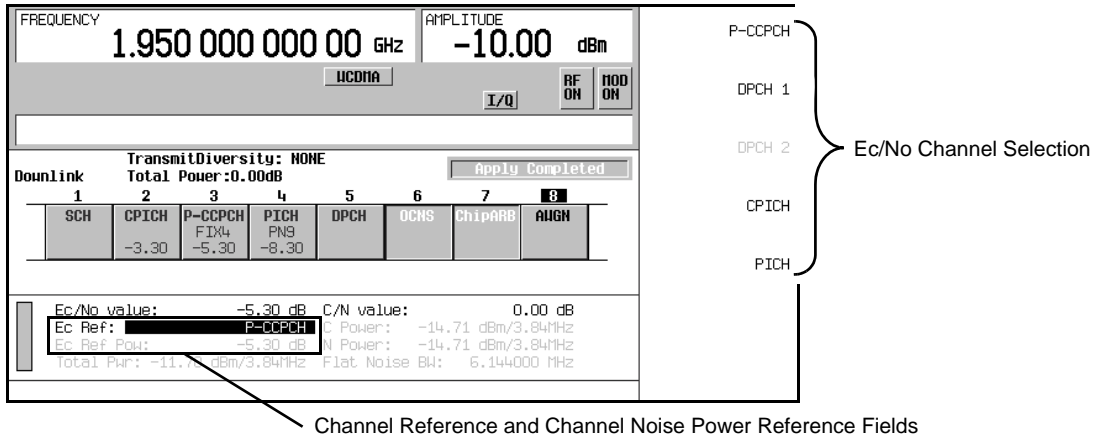 FREQUENCY
1.950 000 000 00 GHz
AMPLITUDE
-10.00 dBm
WCDMA
I/Q
RF ON
MOD ON
TransmitDiversity: NONE
Downlink Total Power:0.00dB
Apply Completed
1 2 3 4 5 6 7 8
SCH CPICH P-CCPCH PICH DPCH OCNS ChipARB AWGN
FIX4 PN9
-3.30 -5.30 -8.30
Ec/No value: -5.30 dB C/N value: 0.00 dB
Ec Ref: P-CCPCH C Power: -14.71 dBm/3.84MHz
Ec Ref Pow: -5.30 dB N Power: -14.71 dBm/3.84MHz
Total Pwr: dBm/3.84MHz Flat Noise BW: 6.144000 MHz
P-CCPCH
DPCH 1
DPCH 2
CPICH
PICH
Ec/No Channel Selection
Channel Reference and Channel Noise Power Reference Fields